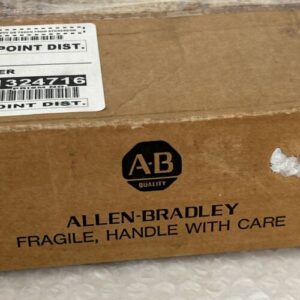 POINT DIST.
ER
1324716
POINT DIST.
A-B
QUALITY
ALLEN-BRADLEY
FRAGILE, HANDLE WITH CARE